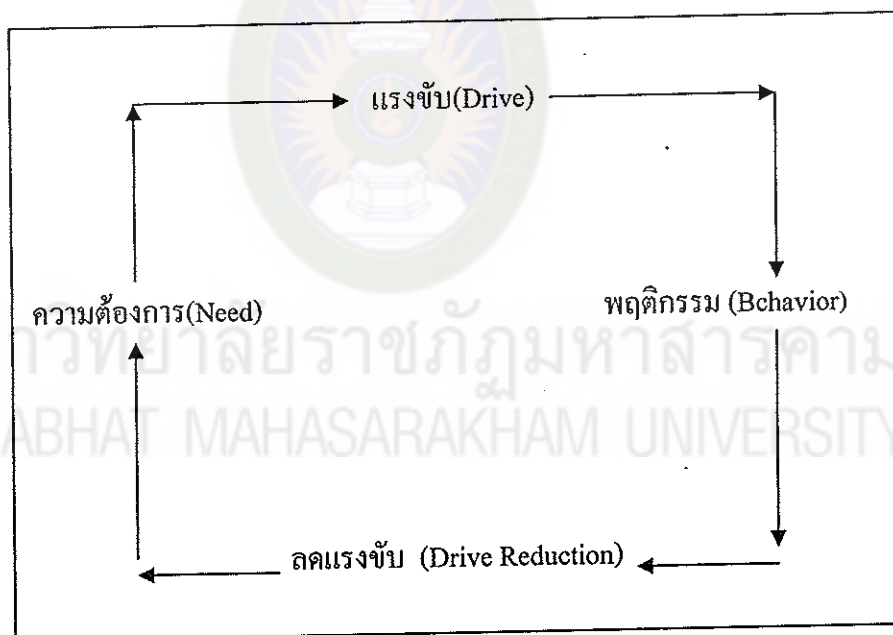 แรงขับ(Drive)
ความต้องการ(Need)
พฤติกรรม (Bchavior)
าวิทยาลัยราชภัฏมหาสารคาม
ABHAT MAHASARAKHAM UNIVERSITY
ลดแรงขับ (Drive Reduction)